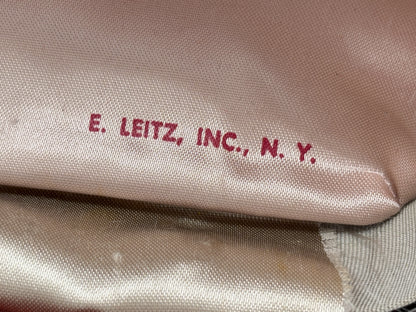 E. LEITZ, INC., N. Y.